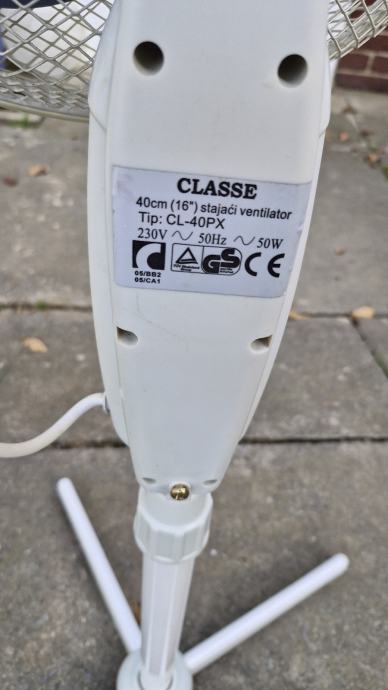 CLASSE
40cm (16") stajaći ventilator
Tip: CL-40PX
230V ~ 50Hz ~ 50W
GS CE
05/BB2
05/CA1